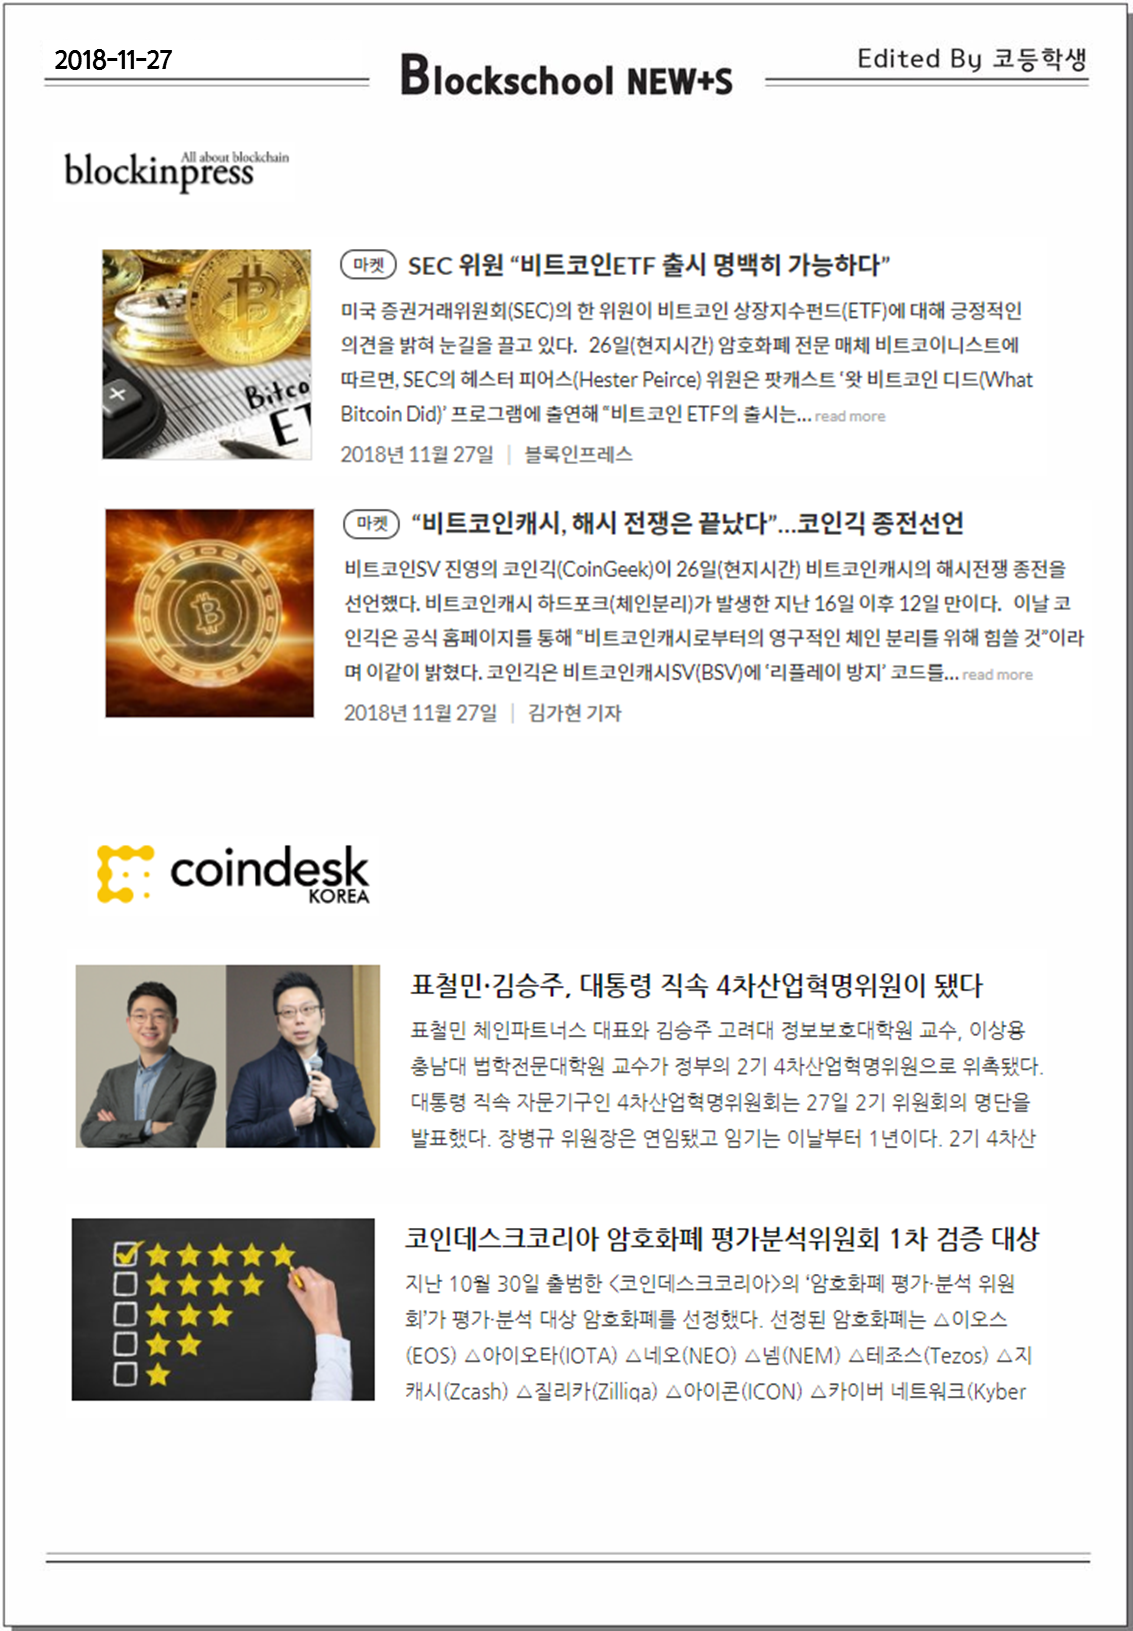 2018-11-27
Blockschool NEW+S
Edited By 코등학생
All about blockchain
blockinpress
마켓 SEC 위원 “비트코인ETF 출시 명백히 가능하다”
미국 증권거래위원회(SEC)의 한 위원이 비트코인 상장지수펀드(ETF)에 대해 긍정적인
의견을 밝혀 눈길을 끌고 있다. 26일(현지시간) 암호화폐 전문 매체 비트코이니스트에
따르면, SEC의 헤스터 피어스(Hester Peirce) 위원은 팟캐스트 ‘왓 비트코인 디드(What
Bitcoin Did)’ 프로그램에 출연해 “비트코인 ETF의 출시는... read more
2018년 11월 27일 | 블록인프레스
마켓 “비트코인캐시, 해시 전쟁은 끝났다”...코인긱 종전선언
비트코인SV 진영의 코인긱(CoinGeek)이 26일(현지시간) 비트코인캐시의 해시전쟁 종전을
선언했다. 비트코인캐시 하드포크(체인분리)가 발생한 지난 16일 이후 12일 만이다. 이날 코
인긱은 공식 홈페이지를 통해 “비트코인캐시로부터의 영구적인 체인 분리를 위해 힘쓸 것”이라
며 이같이 밝혔다. 코인긱은 비트코인캐시SV(BSV)에 ‘리플레이 방지’ 코드를... read more
2018년 11월 27일 | 김가현 기자
coindesk
KOREA
표철민·김승주, 대통령 직속 4차산업혁명위원이 됐다
표철민 체인파트너스 대표와 김승주 고려대 정보보호대학원 교수, 이상용
충남대 법학전문대학원 교수가 정부의 2기 4차산업혁명위원으로 위촉됐다.
대통령 직속 자문기구인 4차산업혁명위원회는 27일 2기 위원회의 명단을
발표했다. 장병규 위원장은 연임됐고 임기는 이날부터 1년이다. 2기 4차산
코인데스크코리아 암호화폐 평가분석위원회 1차 검증 대상
지난 10월 30일 출범한 <코인데스크코리아>의 ‘암호화폐 평가·분석 위원
회’가 평가·분석 대상 암호화폐를 선정했다. 선정된 암호화폐는 △이오스
(EOS) △아이오타(IOTA) △네오(NEO) △넴(NEM) △테조스(Tezos) △지
캐시(Zcash) △질리카(Zilliqa) △아이콘(ICON) △카이버 네트워크(Kyber